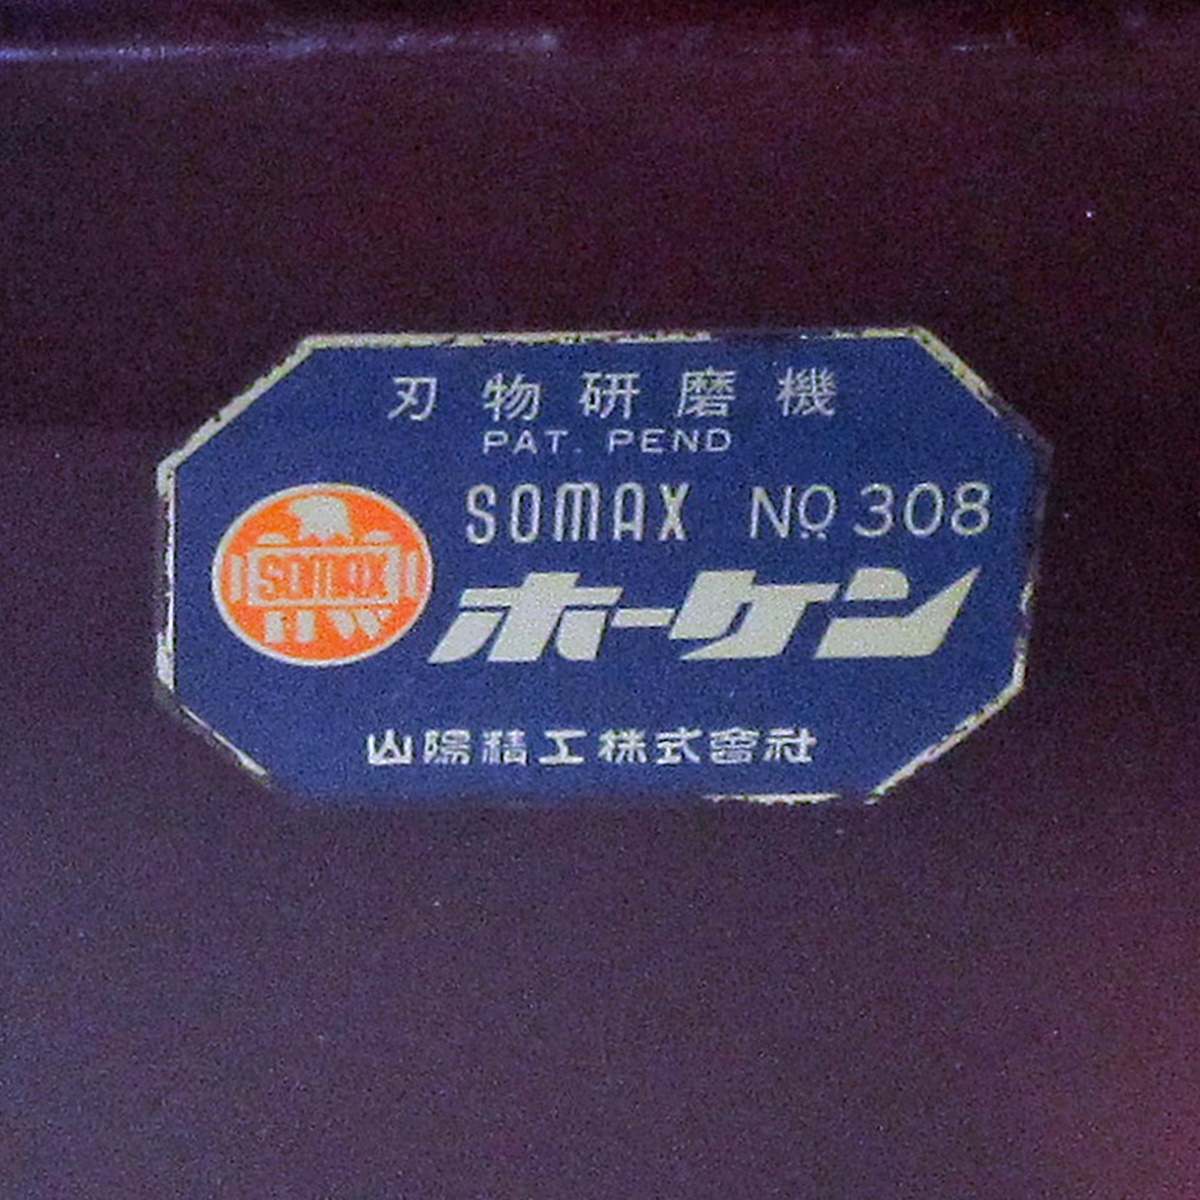 刃物研磨機
PAT. PEND
SOMAX No 308
SOMAX
ホーケン
山陽精工株式會社